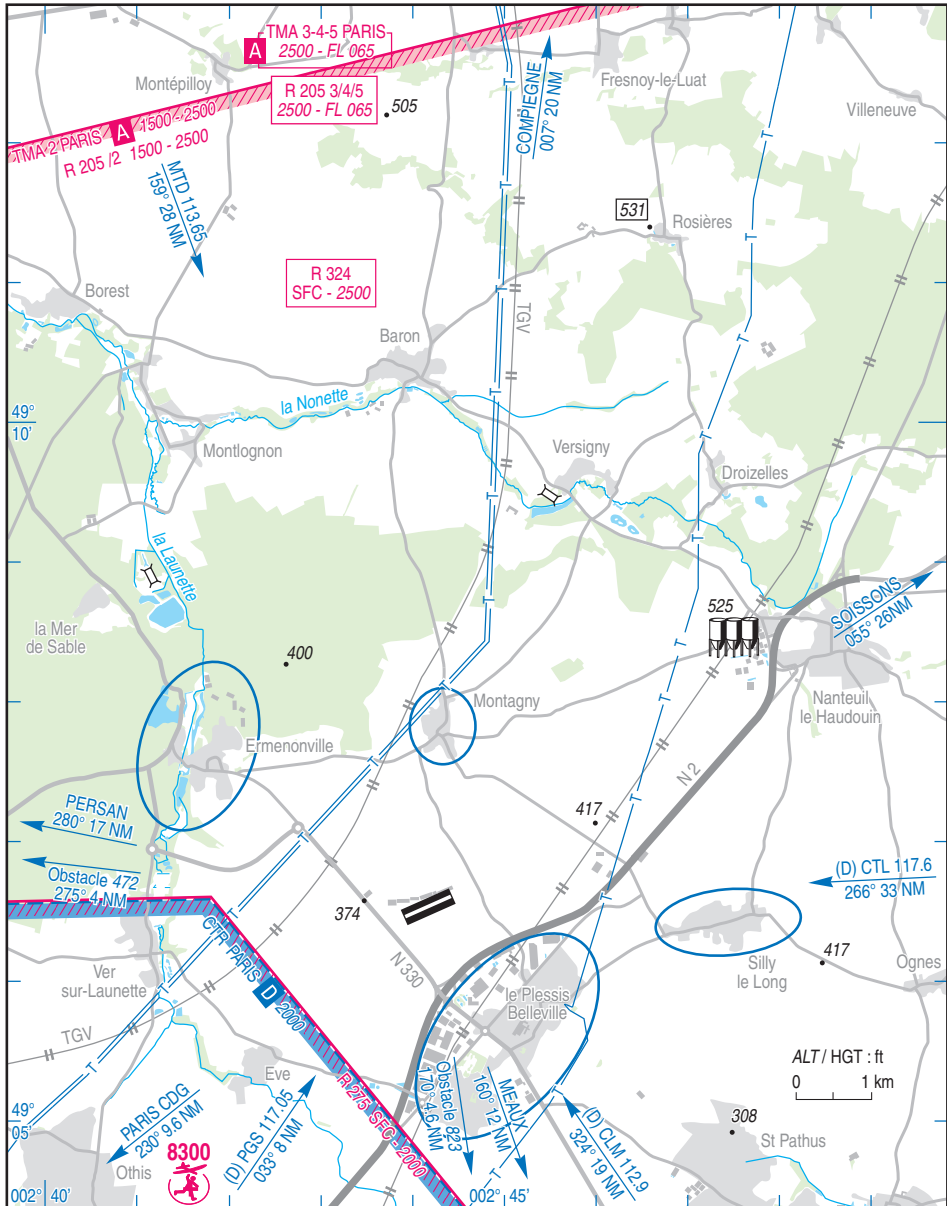 TMA 3-4-5 PARIS
A
2500 - FL 065
Montépilloy
R 205 3/4/5
2500 - FL 065
505
COMPIEGNE
007° 20 NM
Fresnoy-le-Luat
Villeneuve
TMA 2 PARIS A 1500 - 2500
R 205 /2 1500 - 2500
MTD 113.65
159° 28 NM
531
Rosières
R 324
SFC - 2500
Borest
TGV
Baron
la Nonette
49°
10'
Montlognon
Versigny
Droizelles
la Launette
SOISSONS
055° 26NM
525
la Mer
de Sable
400
Montagny
Nanteuil
le Haudouin
Ermenonville
N 2
PERSAN
280° 17 NM
417
Obstacle 472
275° 4 NM
(D) CTL 117.6
266° 33 NM
374
CTR PARIS D 2000
N 330
Silly
le Long
417
Ognes
Ver
sur-Launette
le Plessis
Belleville
TGV
ALT / HGT : ft
0 1 km
Eve
R 275 SFC - 2000
Obstacle 823
170° 4.6 NM
MEAUX
160° 12 NM
49°
05'
PARIS CDG
230° 9.6 NM
(D) PGS 117.05
033° 8 NM
(D) CLM 112.9
324° 19 NM
308
St Pathus
8300
Othis
002° 40'
002° 45'
T T T T T T T T T T T T T T T T T T